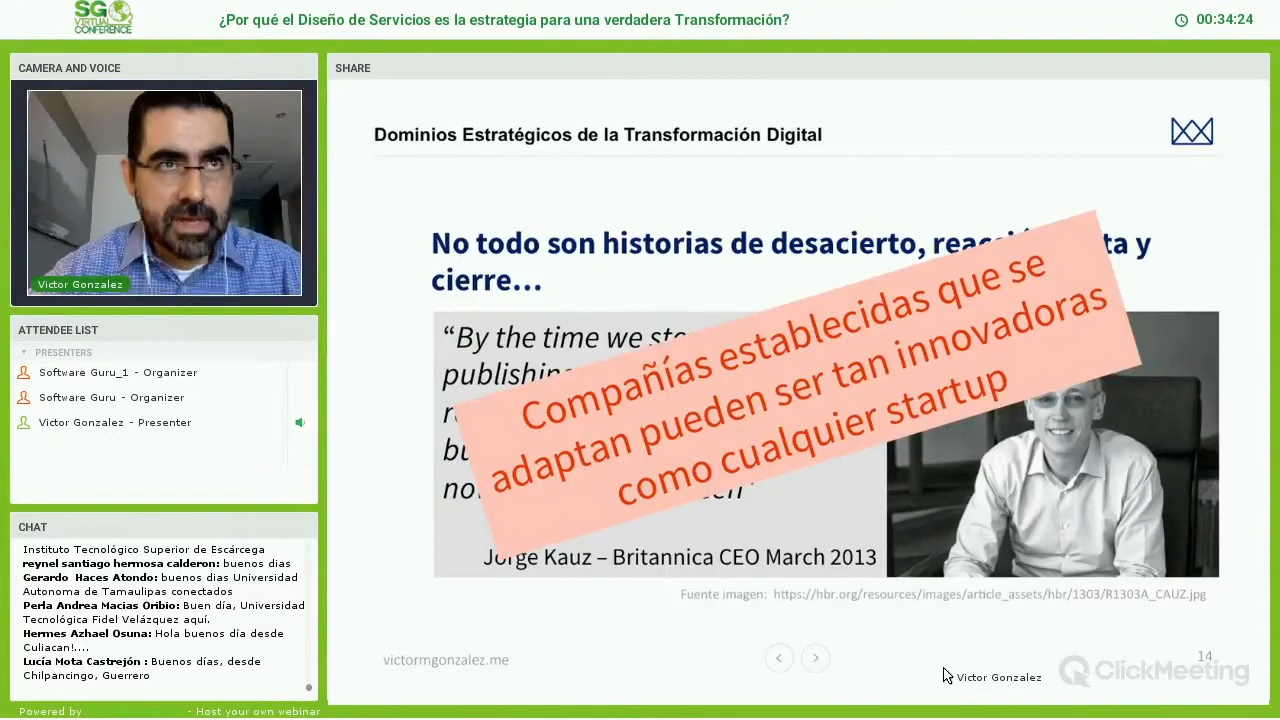 SG
VIRTUAL
CONFERENCE
¿Por qué el Diseño de Servicios es la estrategia para una verdadera Transformación?
00:34:24
CAMERA AND VOICE
Victor Gonzalez
ATTENDEE LIST
PRESENTERS
Software Guru_1 - Organizer
Software Guru - Organizer
Victor Gonzalez - Presenter
CHAT
Instituto Tecnológico Superior de Escárcega
reynel santiago hermosa calderon: buenos dias
Gerardo Haces Atondo: buenos dias Universidad
Autonoma de Tamaulipas conectados
Perla Andrea Macias Oribio: Buen día, Universidad
Tecnológica Fidel Velázquez aquí.
Hermes Azhael Osuna: Hola buenos día desde
Culiacan!....
Lucía Mota Castrejón : Buenos días, desde
Chilpancingo, Guerrero
Powered by - Host your own webinar
SHARE
Dominios Estratégicos de la Transformación Digital
No todo son historias de desacierto, y
cierre...
“By the time we
Compañías establecidas que se
adaptan pueden ser tan innovadoras
como cualquier startup
Jorge Kauz – Britannica CEO March 2013
Fuente imagen: https://hbr.org/resources/images/article_assets/hbr/1303/R1303A_CAUZ.jpg
victormgonzalez.me
14
Victor Gonzalez
ClickMeeting